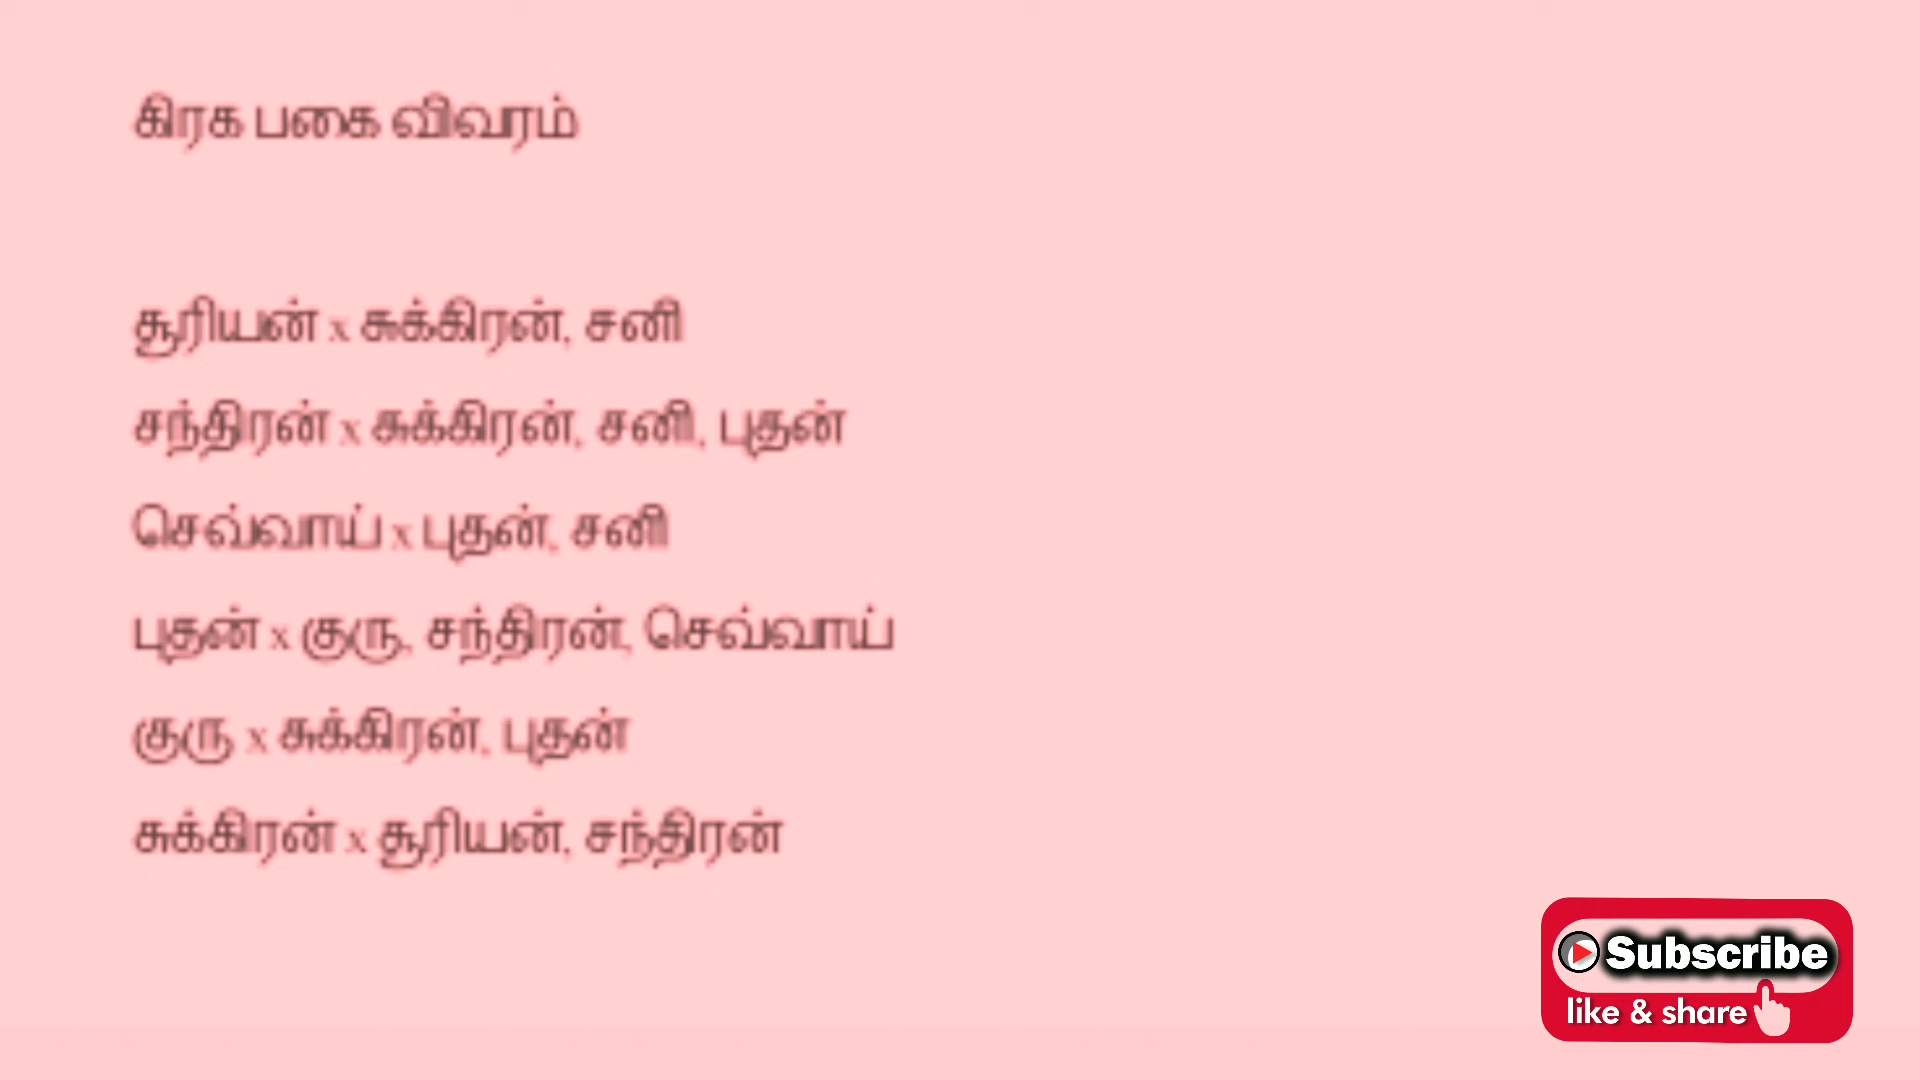 கிரக பகை விவரம்
சூரியன் x சுக்கிரன், சனி
சந்திரன் x சுக்கிரன், சனி, புதன்
செவ்வாய் x புதன், சனி
புதன் x குரு, சந்திரன், செவ்வாய்
குரு x சுக்கிரன், புதன்
சுக்கிரன் x சூரியன், சந்திரன்
Subscribe
like & share